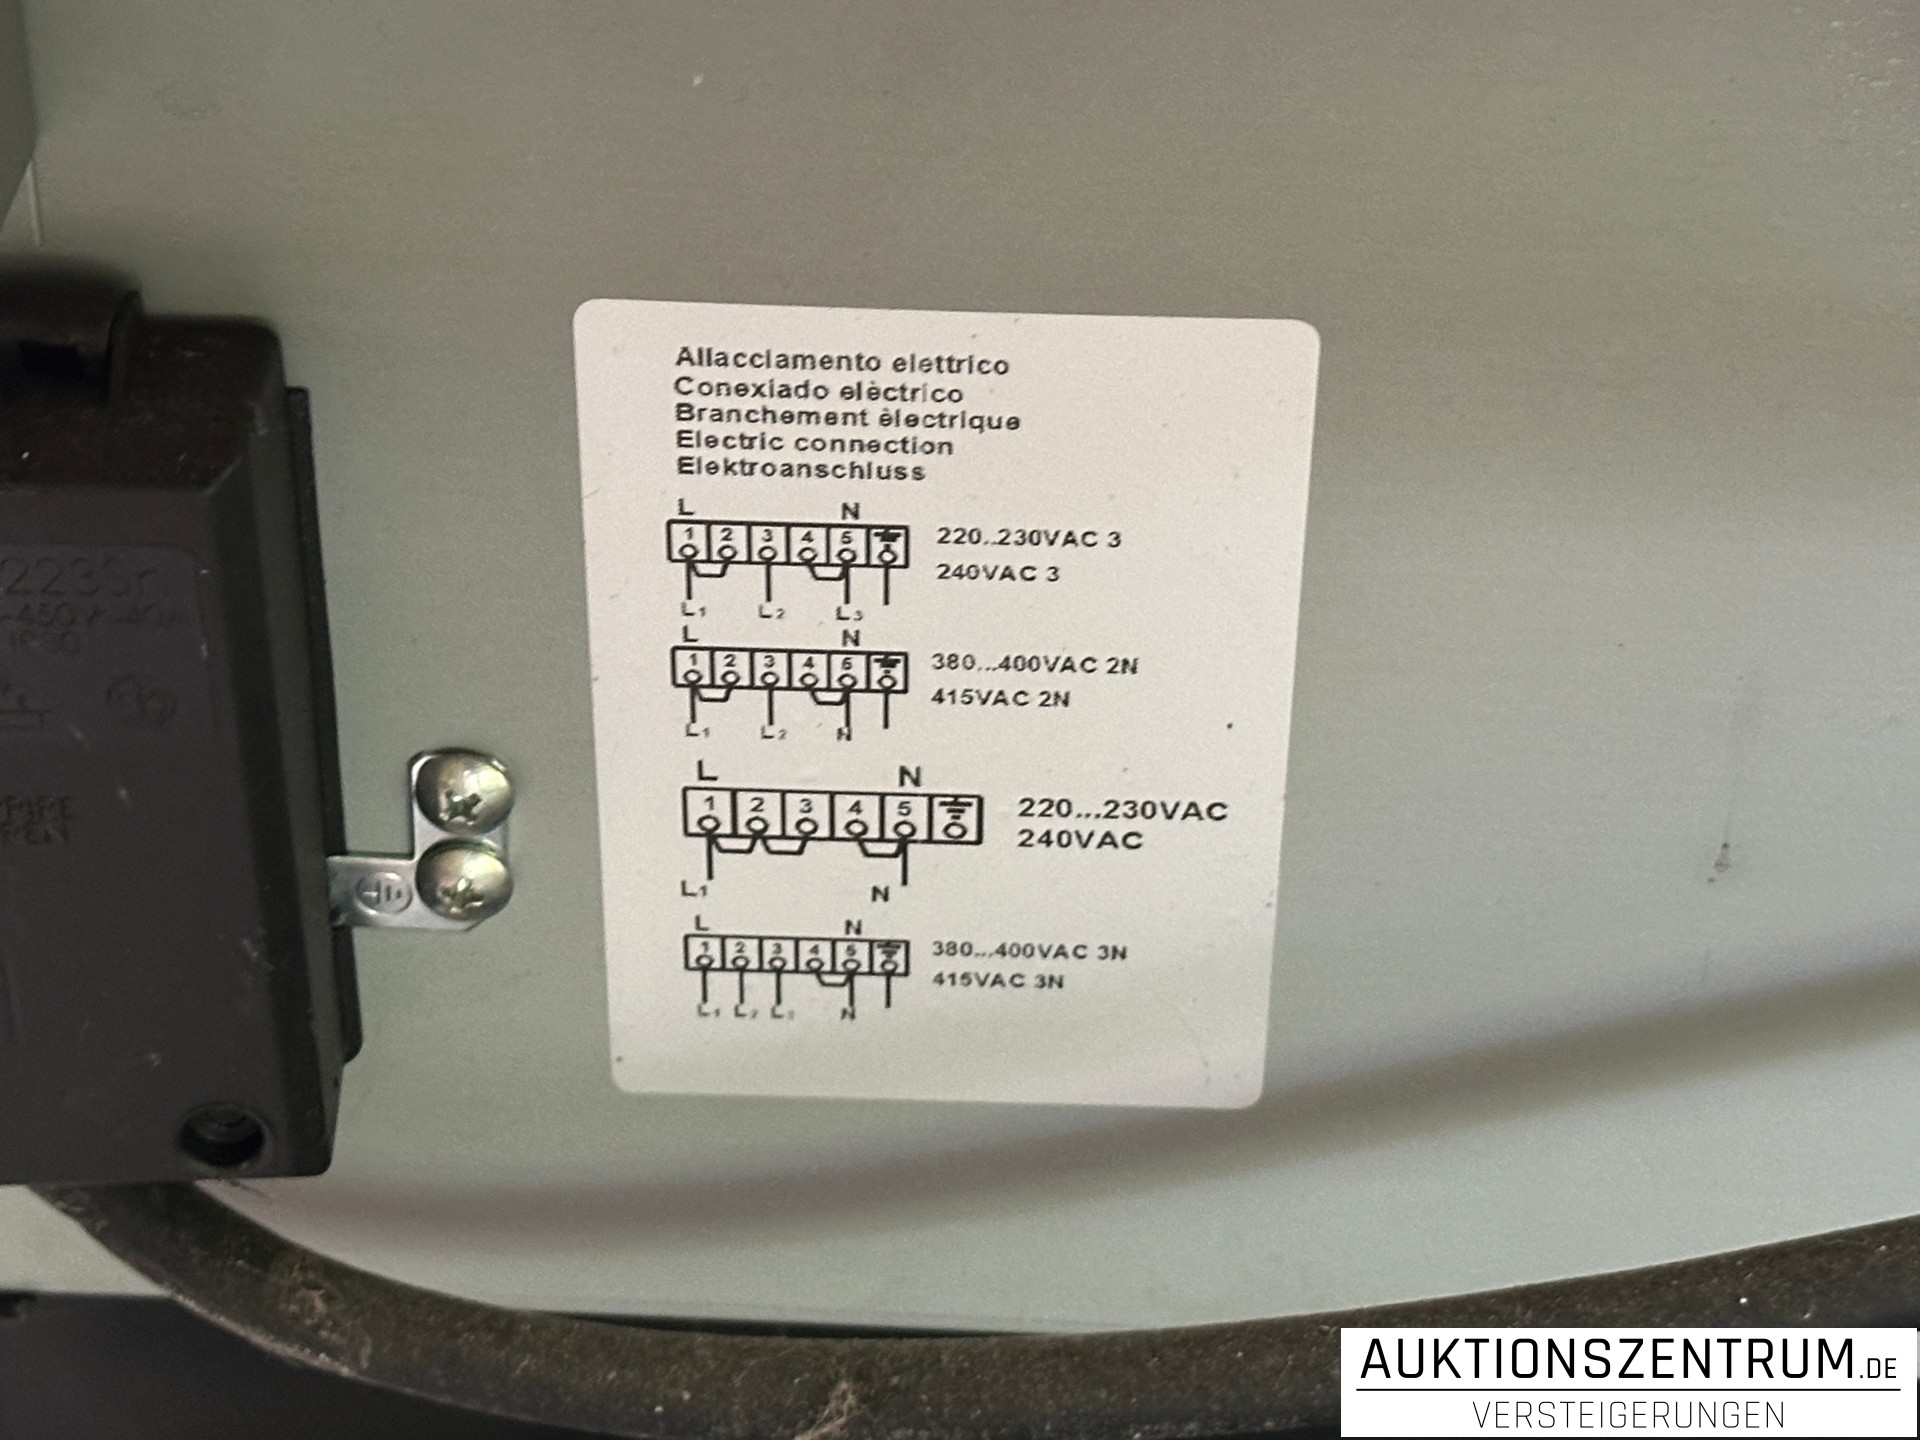 Allacciamento elettrico
Conexiado elèctrico
Branchement èlectrique
Electric connection
Elektroanschluss
L N
1 2 3 4 5 220..230VAC 3
240VAC 3
L1 L2 L3
L N
1 2 3 4 5 380...400VAC 2N
415VAC 2N
L1 L2 N
L N
1 2 3 4 5 220...230VAC
240VAC
L1 N
L N
1 2 3 4 5 380...400VAC 3N
415VAC 3N
L1 L2 L3 N
AUKTIONSZENTRUM.DE
VERSTEIGERUNGEN